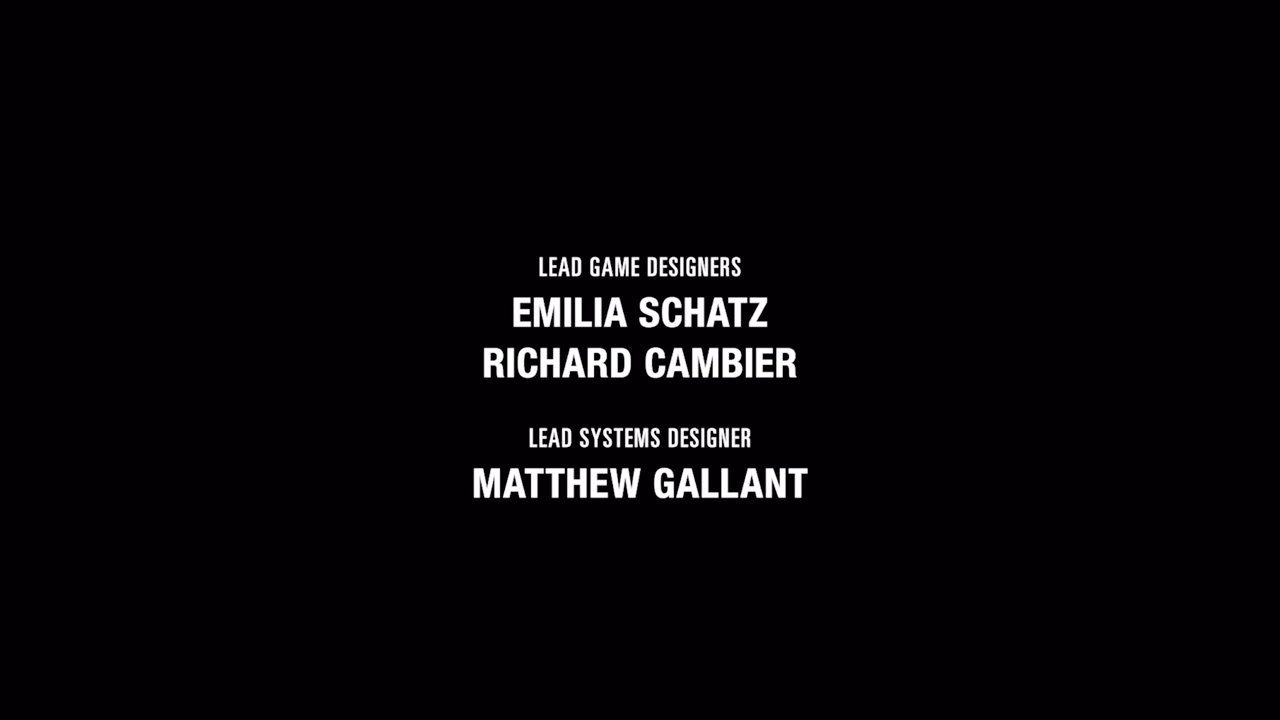 LEAD GAME DESIGNERS
EMILIA SCHATZ
RICHARD CAMBIER
LEAD SYSTEMS DESIGNER
MATTHEW GALLANT